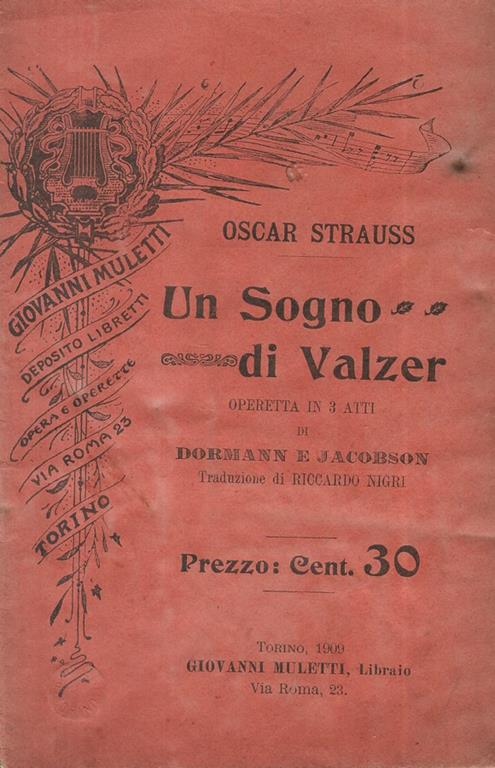 GIOVANNI MULETTI
DEPOSITO LIBRETTI
OPERA E OPERETTE
VIA ROMA 23
TORINO
OSCAR STRAUSS
Un Sogno
di Valzer
OPERETTA IN 3 ATTI
DI
DORMANN E JACOBSON
Traduzione di RICCARDO NIGRI
Prezzo: Cent. 30
TORINO, 1909
GIOVANNI MULETTI, Libraio
Via Roma, 23.